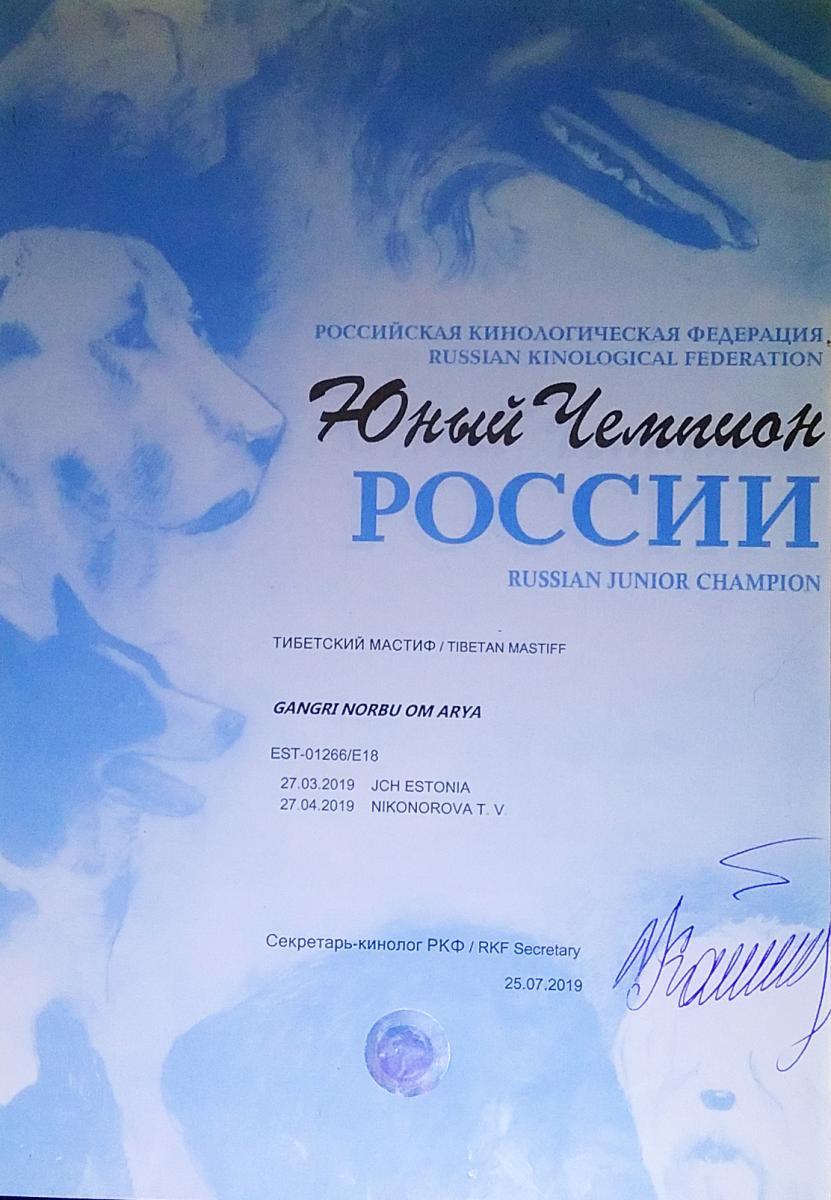 РОССИЙСКАЯ КИНОЛОГИЧЕСКАЯ ФЕДЕРАЦИЯ
RUSSIAN KINOLOGICAL FEDERATION
Юный Чемпион
РОССИИ
RUSSIAN JUNIOR CHAMPION
ТИБЕТСКИЙ МАСТИФ / TIBETAN MASTIFF
GANGRI NORBU OM ARYA
EST-01266/E18
27.03.2019 JCH ESTONIA
27.04.2019 NIKONOROVA T. V.
Секретарь-кинолог РКФ / RKF Secretary
25.07.2019